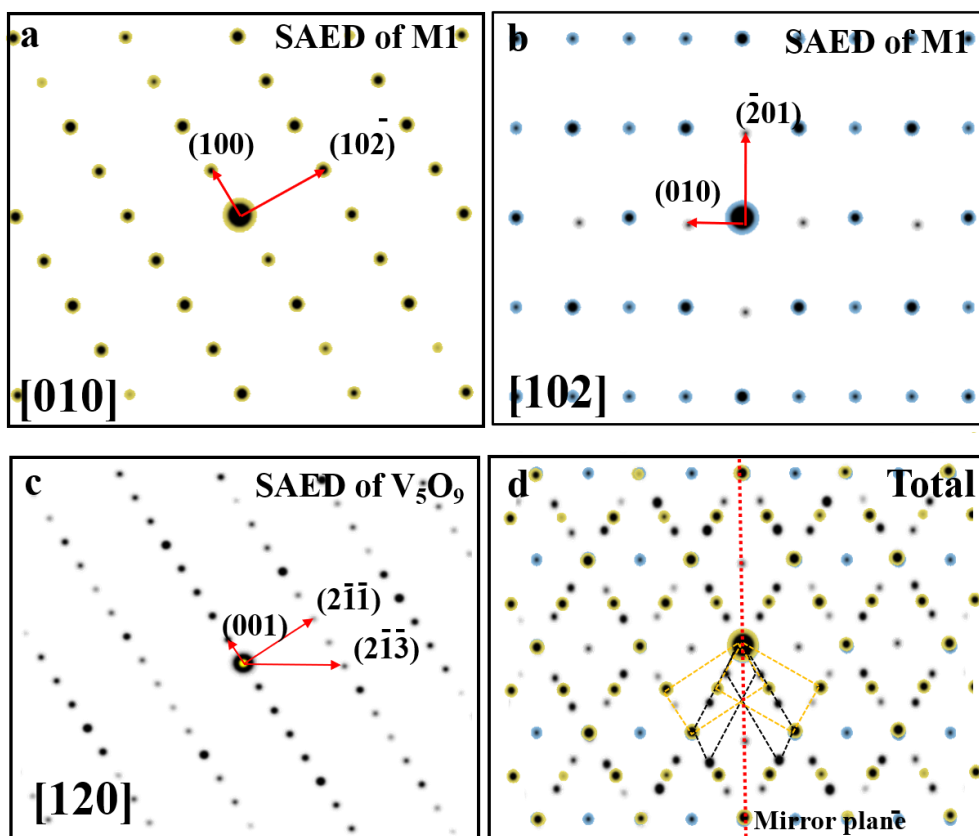 a
SAED of M1
(100)
(102̄)
[010]
b
SAED of M1
(2̄01)
(010)
[102]
c
SAED of V₅O₉
(001)
(21̄1̄)
(21̄3̄)
[120]
d
Total
Mirror plane